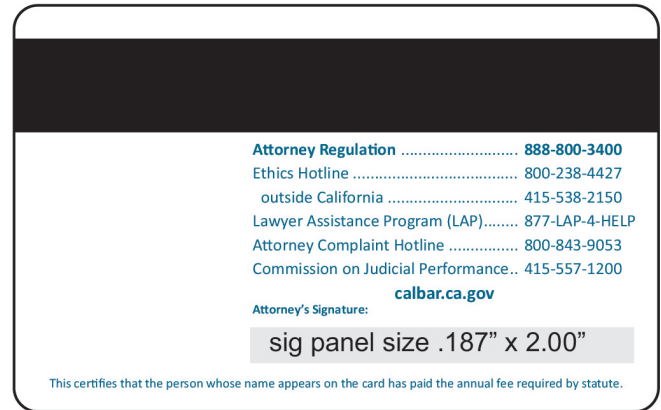 Attorney Regulation ........................... 888-800-3400
Ethics Hotline ...................................... 800-238-4427
outside California .............................. 415-538-2150
Lawyer Assistance Program (LAP)........ 877-LAP-4-HELP
Attorney Complaint Hotline ................ 800-843-9053
Commission on Judicial Performance.. 415-557-1200
calbar.ca.gov
Attorney's Signature:
sig panel size .187” x 2.00”
This certifies that the person whose name appears on the card has paid the annual fee required by statute.